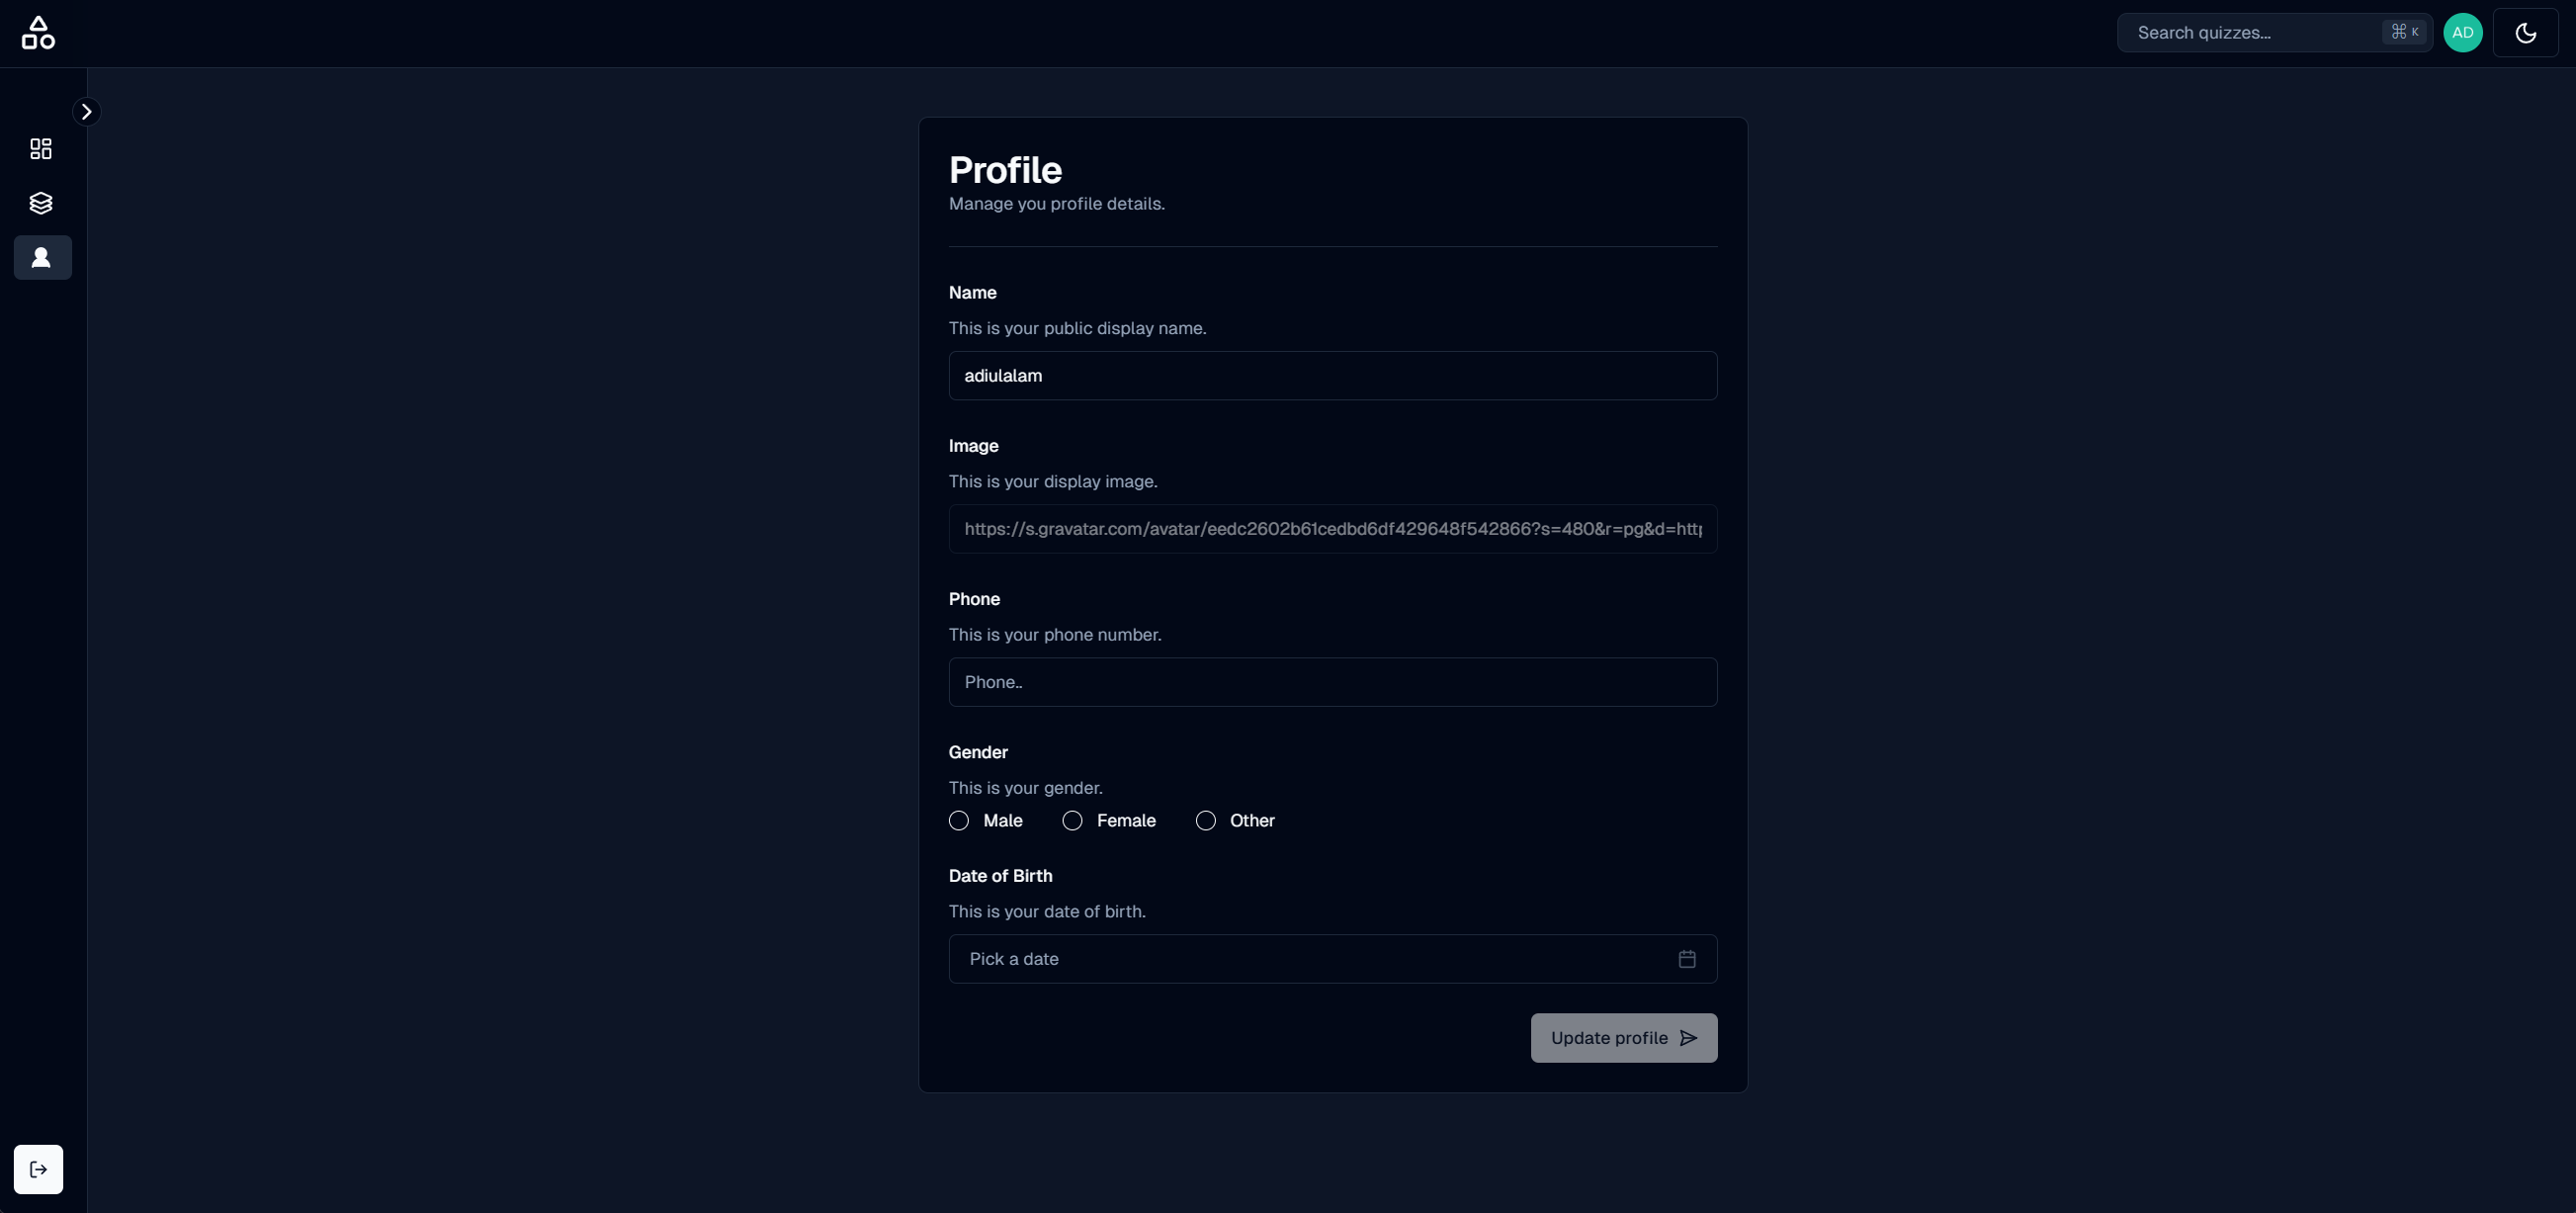 Search quizzes...
⌘ K
AD
Profile
Manage you profile details.
Name
This is your public display name.
adiulalam
Image
This is your display image.
https://s.gravatar.com/avatar/eedc2602b61cedbd6df429648f542866?s=480&r=pg&d=http
Phone
This is your phone number.
Phone..
Gender
This is your gender.
Male Female Other
Date of Birth
This is your date of birth.
Pick a date
Update profile